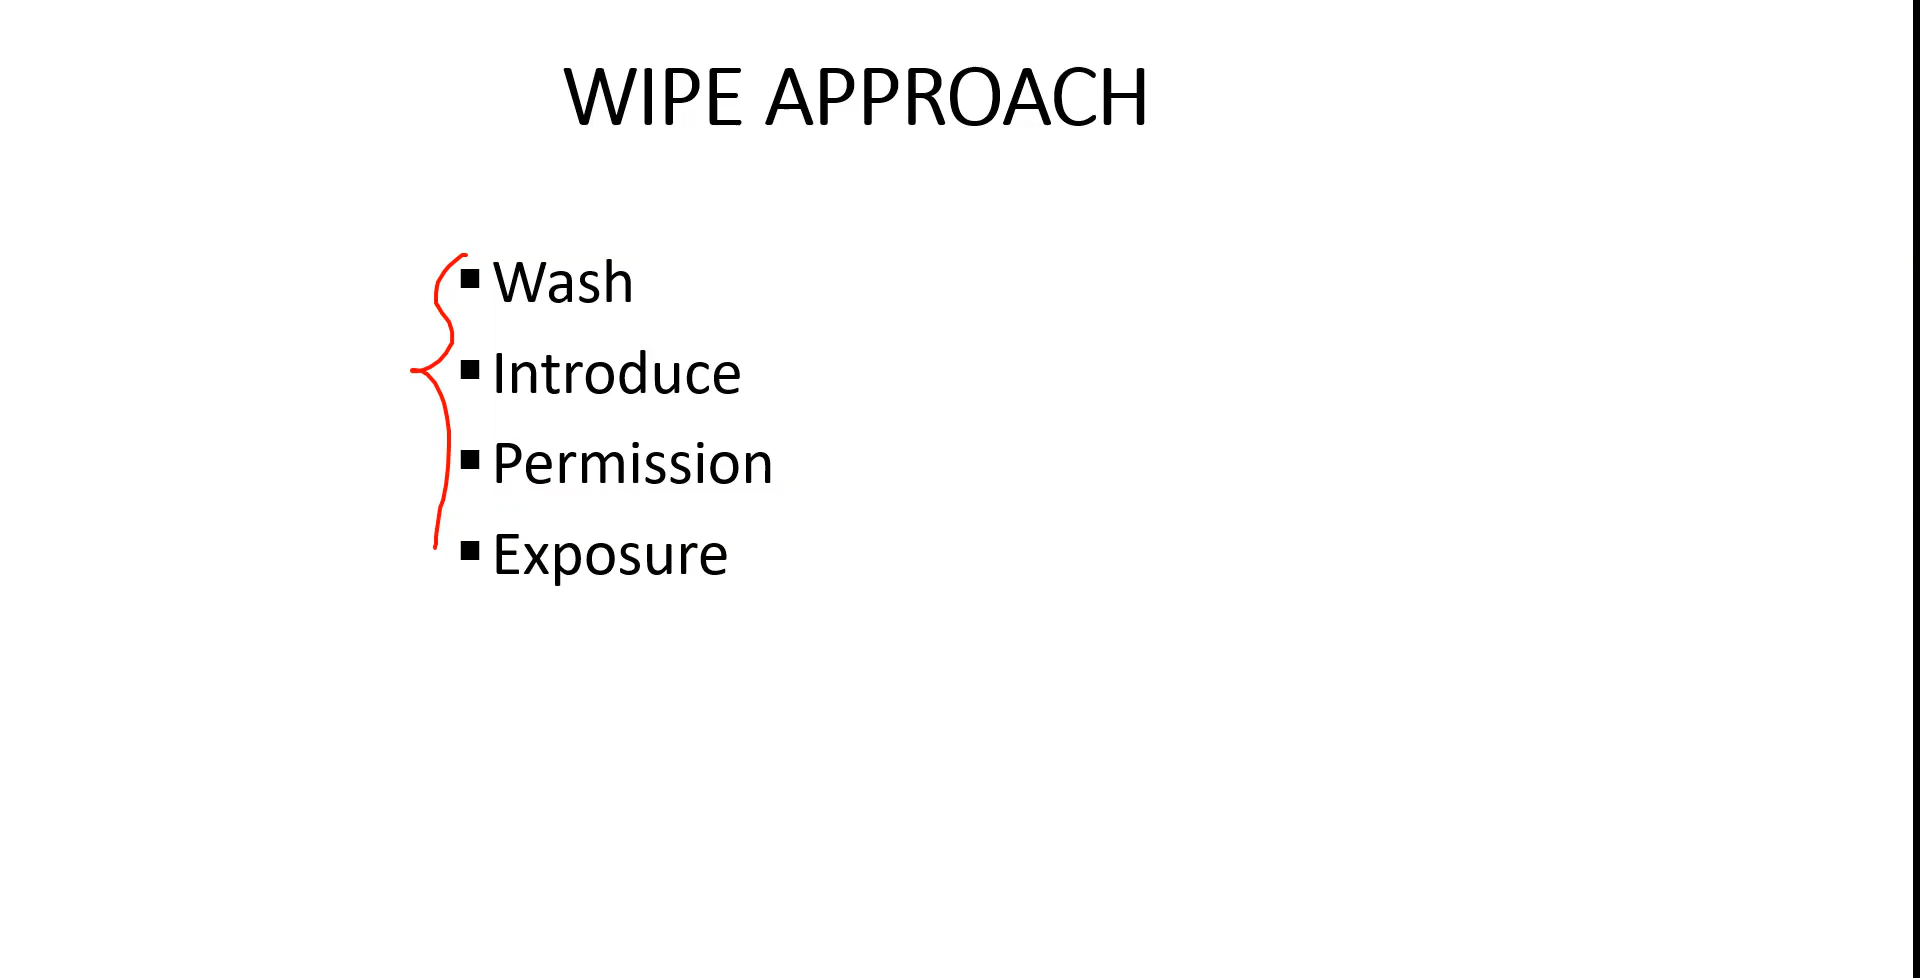 WIPE APPROACH
▪ Wash
▪ Introduce
▪ Permission
▪ Exposure